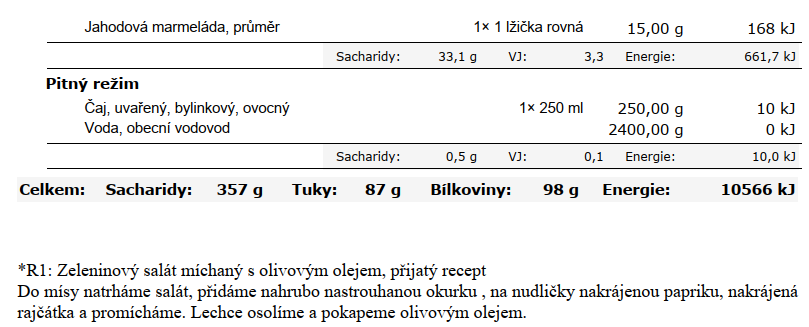 Jahodová marmeláda, průměr 1× 1 lžička rovná 15,00 g 168 kJ
Sacharidy: 33,1 g VJ: 3,3 Energie: 661,7 kJ
Pitný režim
Čaj, uvařený, bylinkový, ovocný 1× 250 ml 250,00 g 10 kJ
Voda, obecní vodovod 2400,00 g 0 kJ
Sacharidy: 0,5 g VJ: 0,1 Energie: 10,0 kJ
Celkem: Sacharidy: 357 g Tuky: 87 g Bílkoviny: 98 g Energie: 10566 kJ
*R1: Zeleninový salát míchaný s olivovým olejem, přijatý recept
Do mísy natrháme salát, přidáme nahrubo nastrouhanou okurku , na nudličky nakrájenou papriku, nakrájená
rajčátka a promícháme. Lechce osolíme a pokapeme olivovým olejem.